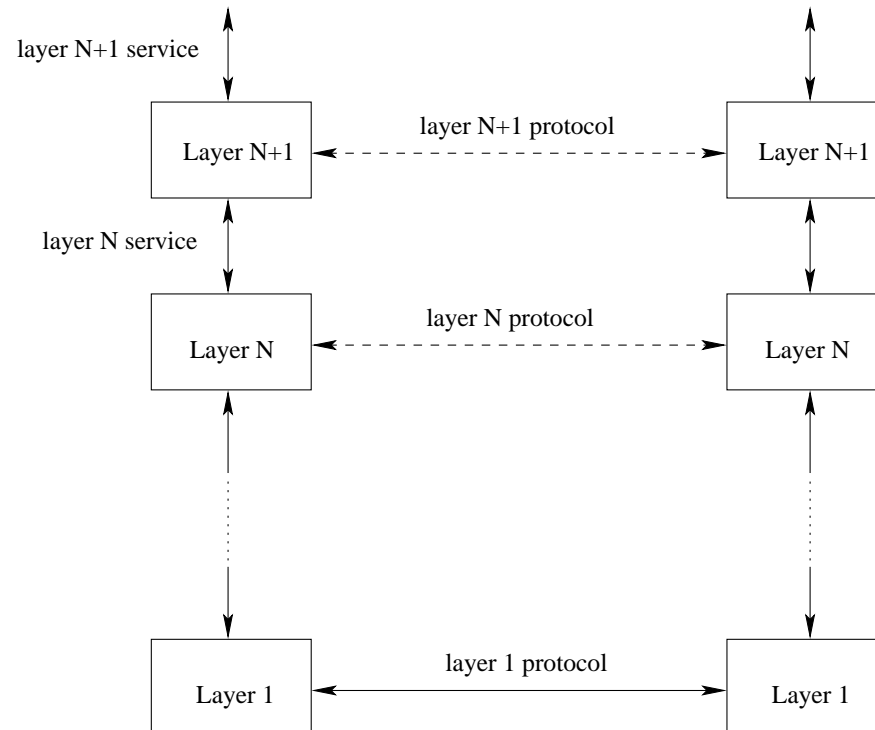 layer N+1 service
layer N+1 protocol
Layer N+1
Layer N+1
layer N service
layer N protocol
Layer N
Layer N
layer 1 protocol
Layer 1
Layer 1